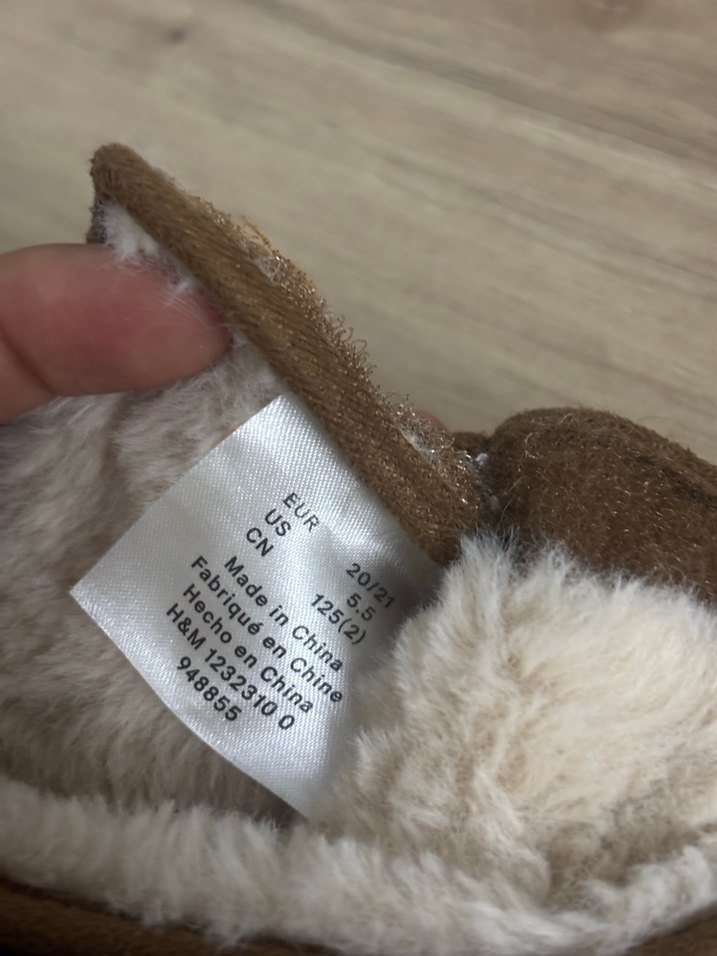 EUR 20/21
US 5.5
CN 125(2)
Made in China
Fabriqué en Chine
Hecho en China
H&M 1232310 0
948855